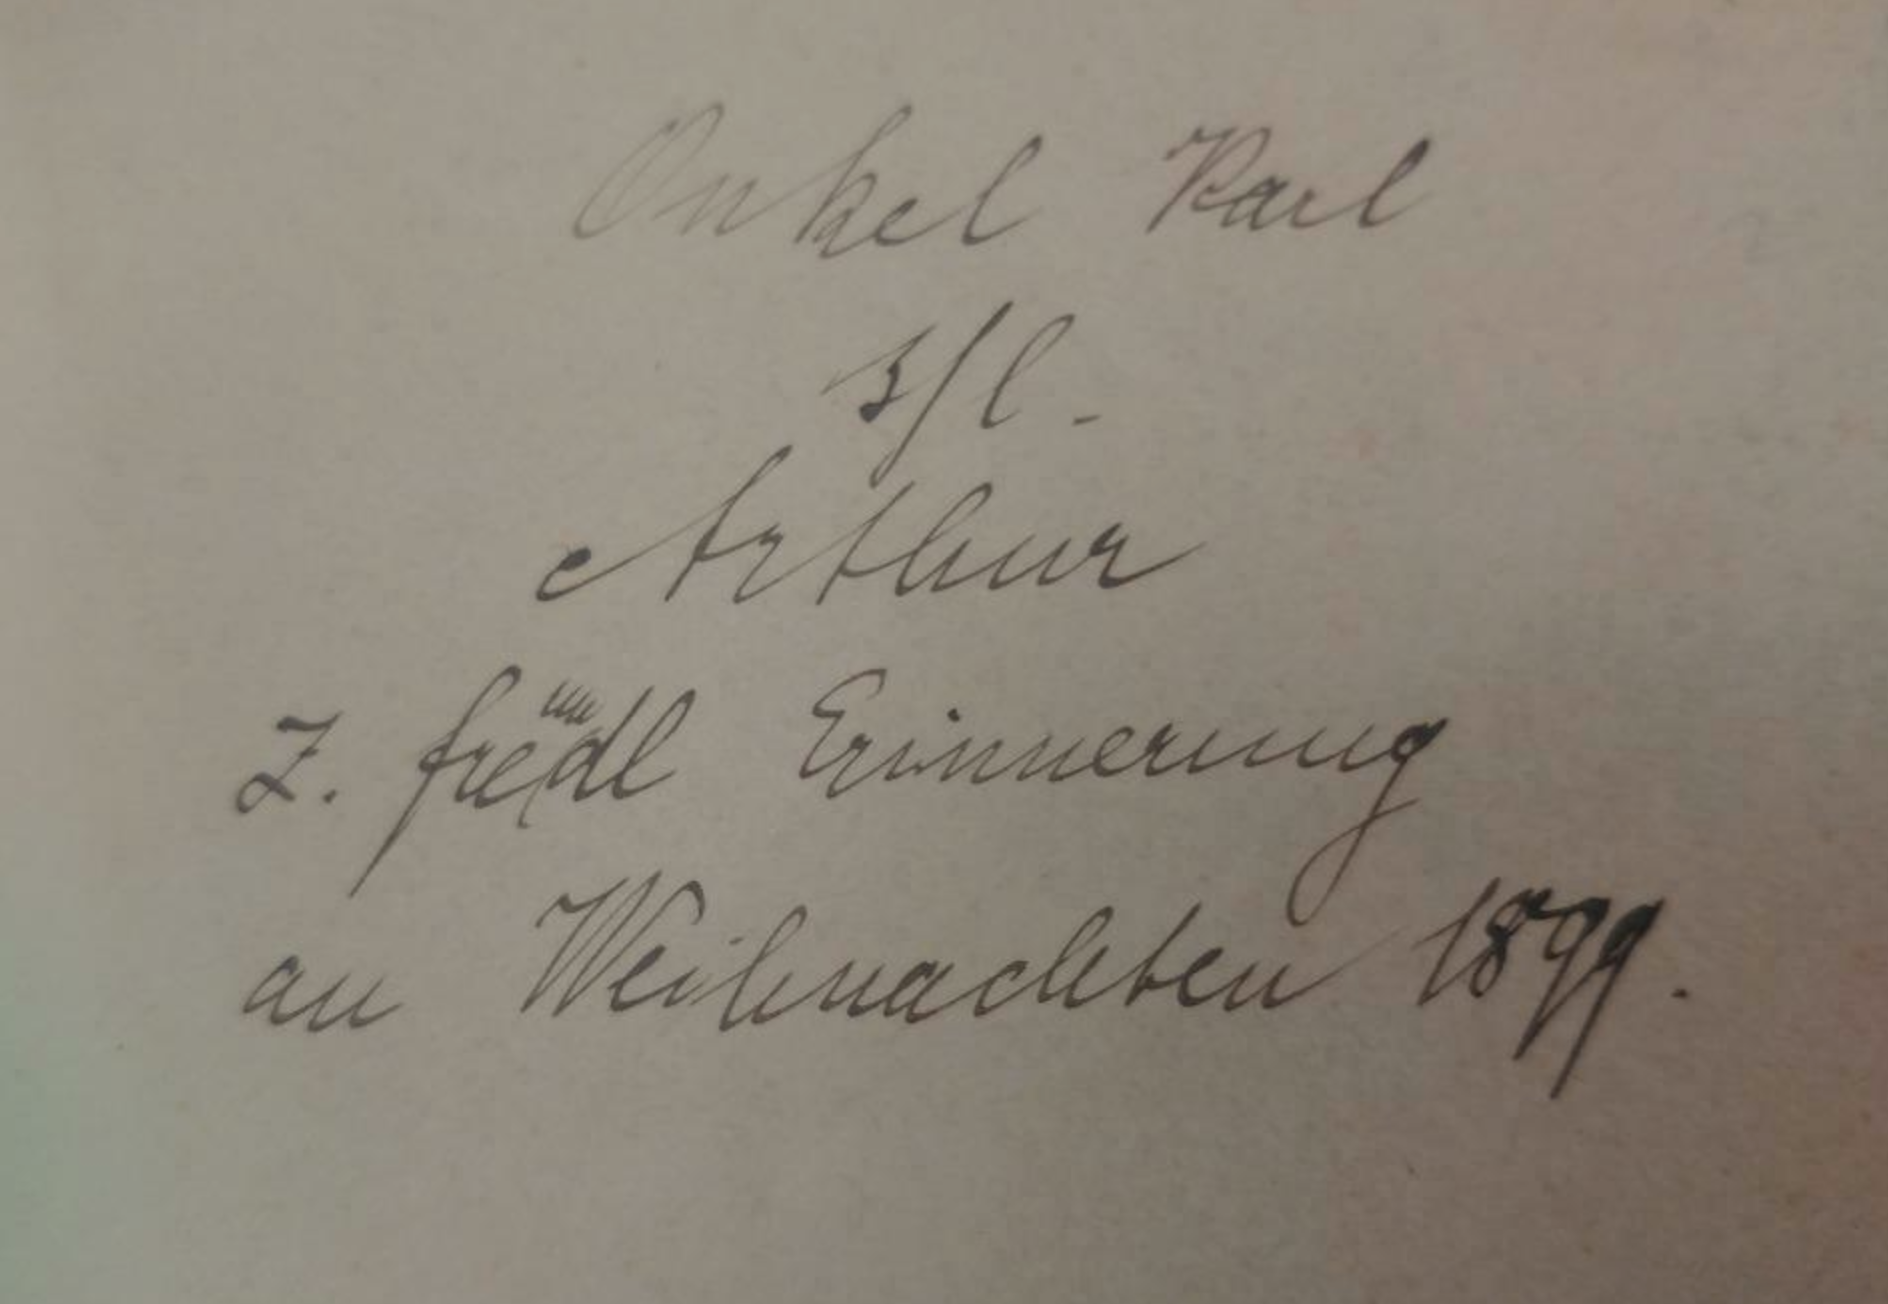 Onkel Karl
s/l.
Arthur
Z. freundl Erinnerung
an Weihnachten 1899.